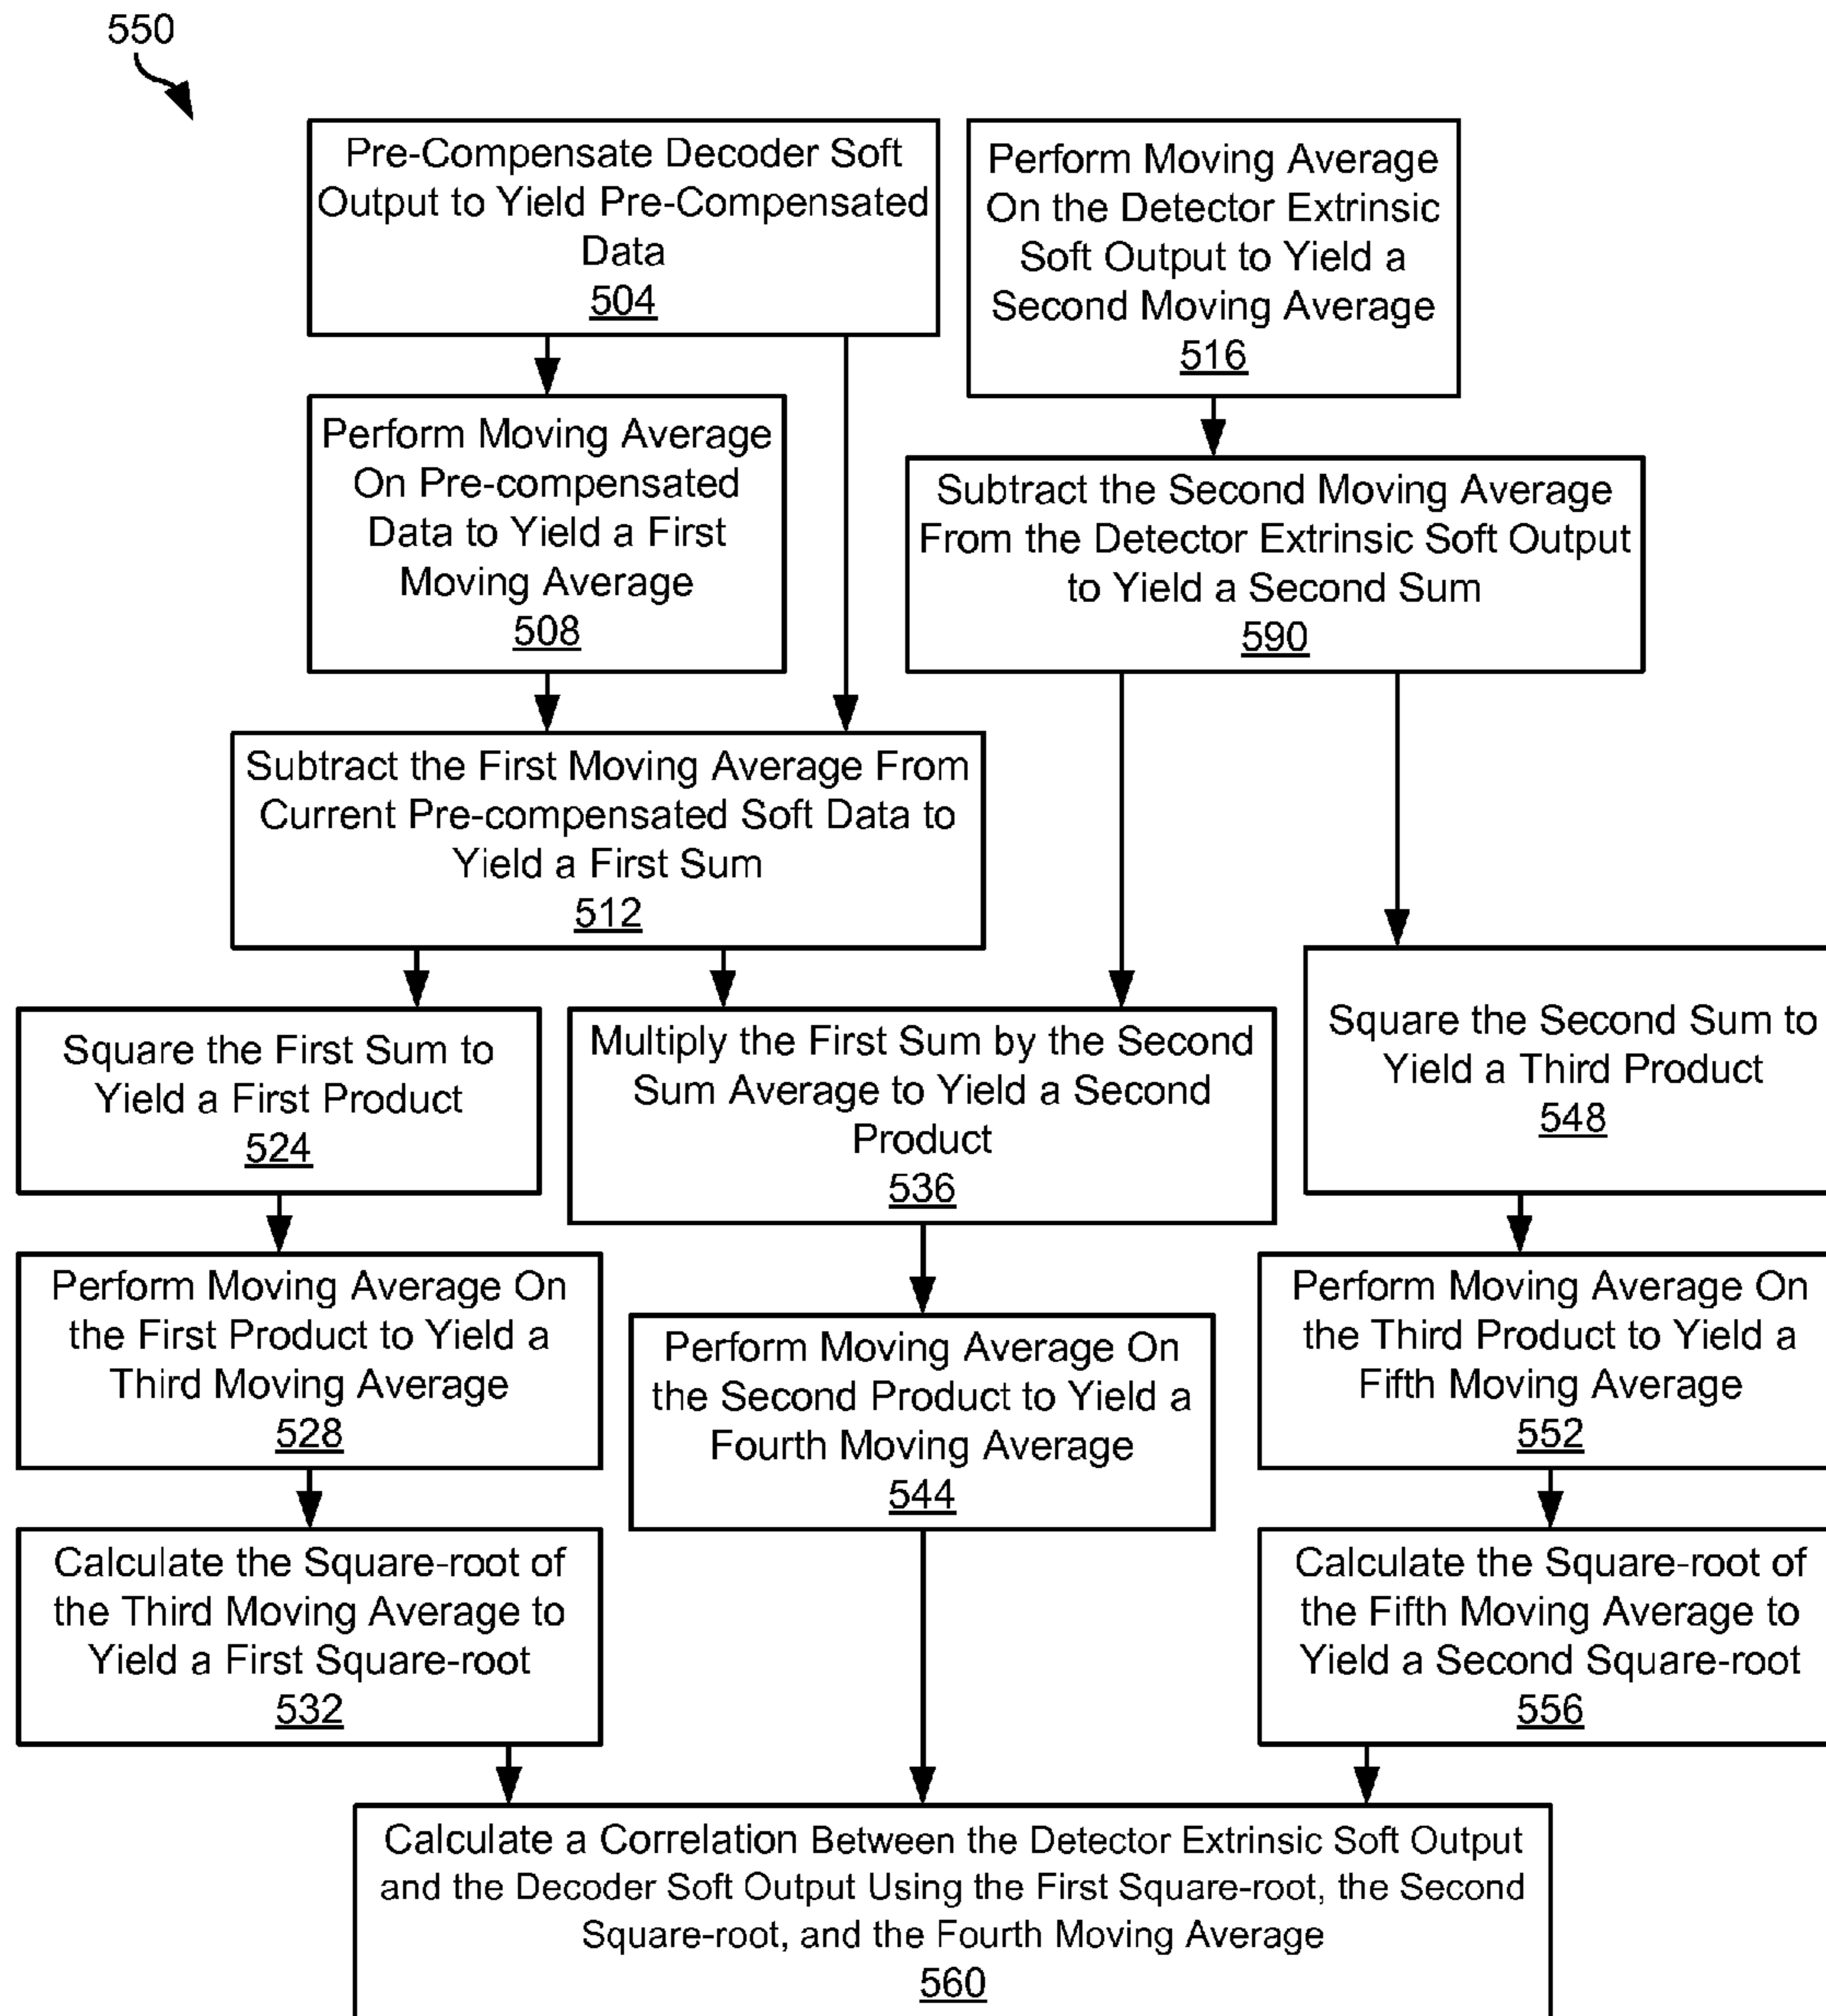 550
Pre-Compensate Decoder Soft
Output to Yield Pre-Compensated
Data
504
Perform Moving Average
On the Detector Extrinsic
Soft Output to Yield a
Second Moving Average
516
Perform Moving Average
On Pre-compensated
Data to Yield a First
Moving Average
508
Subtract the Second Moving Average
From the Detector Extrinsic Soft Output
to Yield a Second Sum
590
Subtract the First Moving Average From
Current Pre-compensated Soft Data to
Yield a First Sum
512
Square the First Sum to
Yield a First Product
524
Multiply the First Sum by the Second
Sum Average to Yield a Second
Product
536
Square the Second Sum to
Yield a Third Product
548
Perform Moving Average On
the First Product to Yield a
Third Moving Average
528
Perform Moving Average On
the Second Product to Yield a
Fourth Moving Average
544
Perform Moving Average On
the Third Product to Yield a
Fifth Moving Average
552
Calculate the Square-root of
the Third Moving Average to
Yield a First Square-root
532
Calculate the Square-root of
the Fifth Moving Average to
Yield a Second Square-root
556
Calculate a Correlation Between the Detector Extrinsic Soft Output
and the Decoder Soft Output Using the First Square-root, the Second
Square-root, and the Fourth Moving Average
560